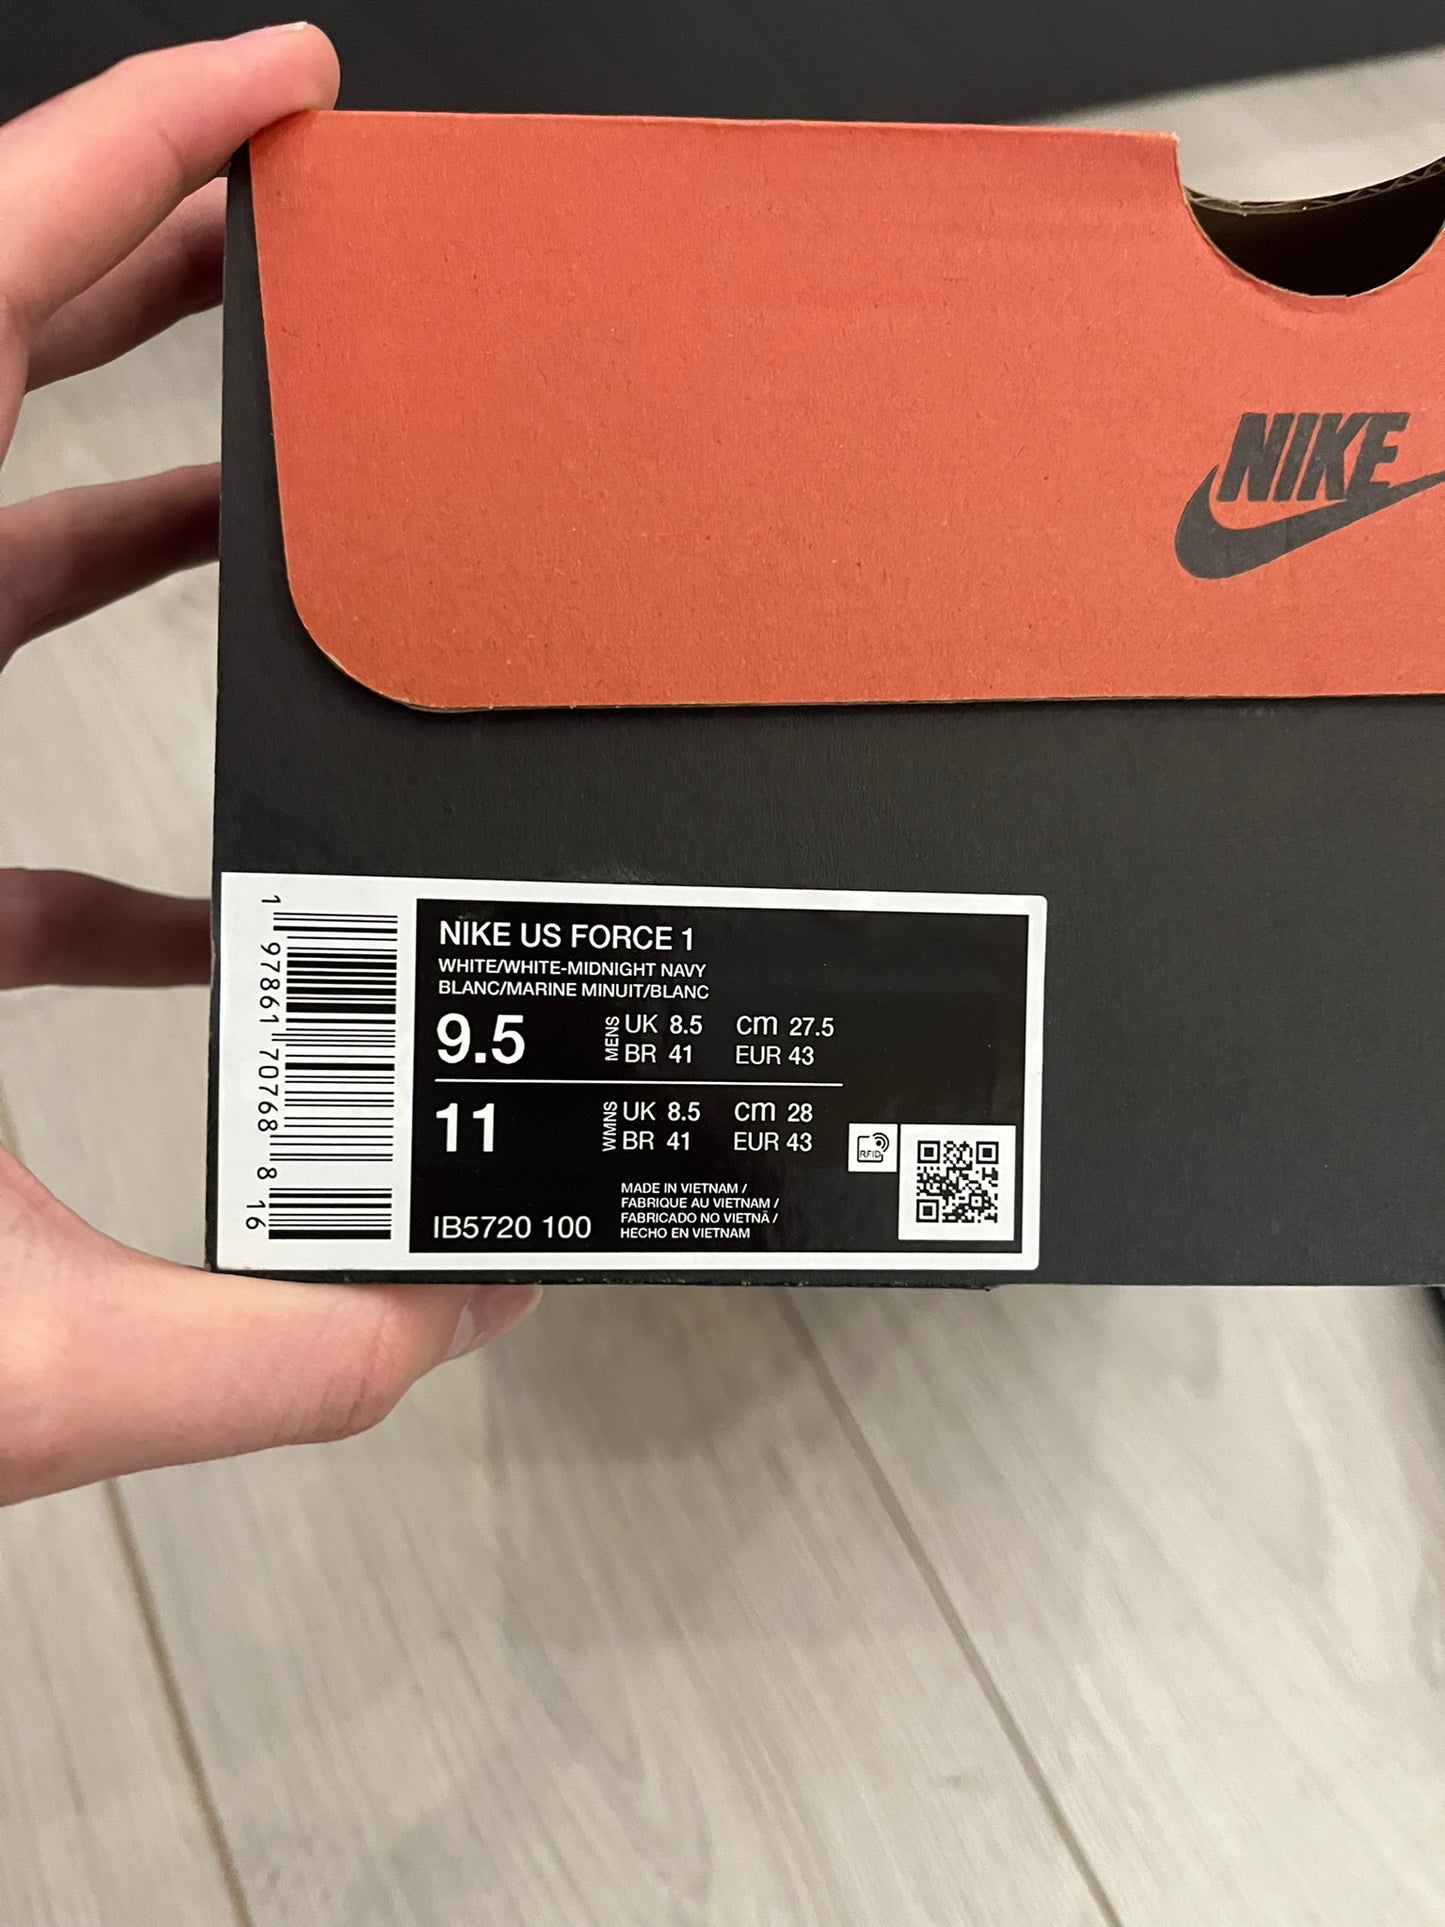 NIKE
NIKE US FORCE 1
WHITE/WHITE-MIDNIGHT NAVY
BLANC/MARINE MINUIT/BLANC
9.5 MENS UK 8.5 cm 27.5
BR 41 EUR 43
11 WMNS UK 8.5 cm 28
BR 41 EUR 43
RFID
MADE IN VIETNAM /
FABRIQUE AU VIETNAM /
FABRICADO NO VIETNÃ /
HECHO EN VIETNAM
IB5720 100
1 97861 70768 8 16